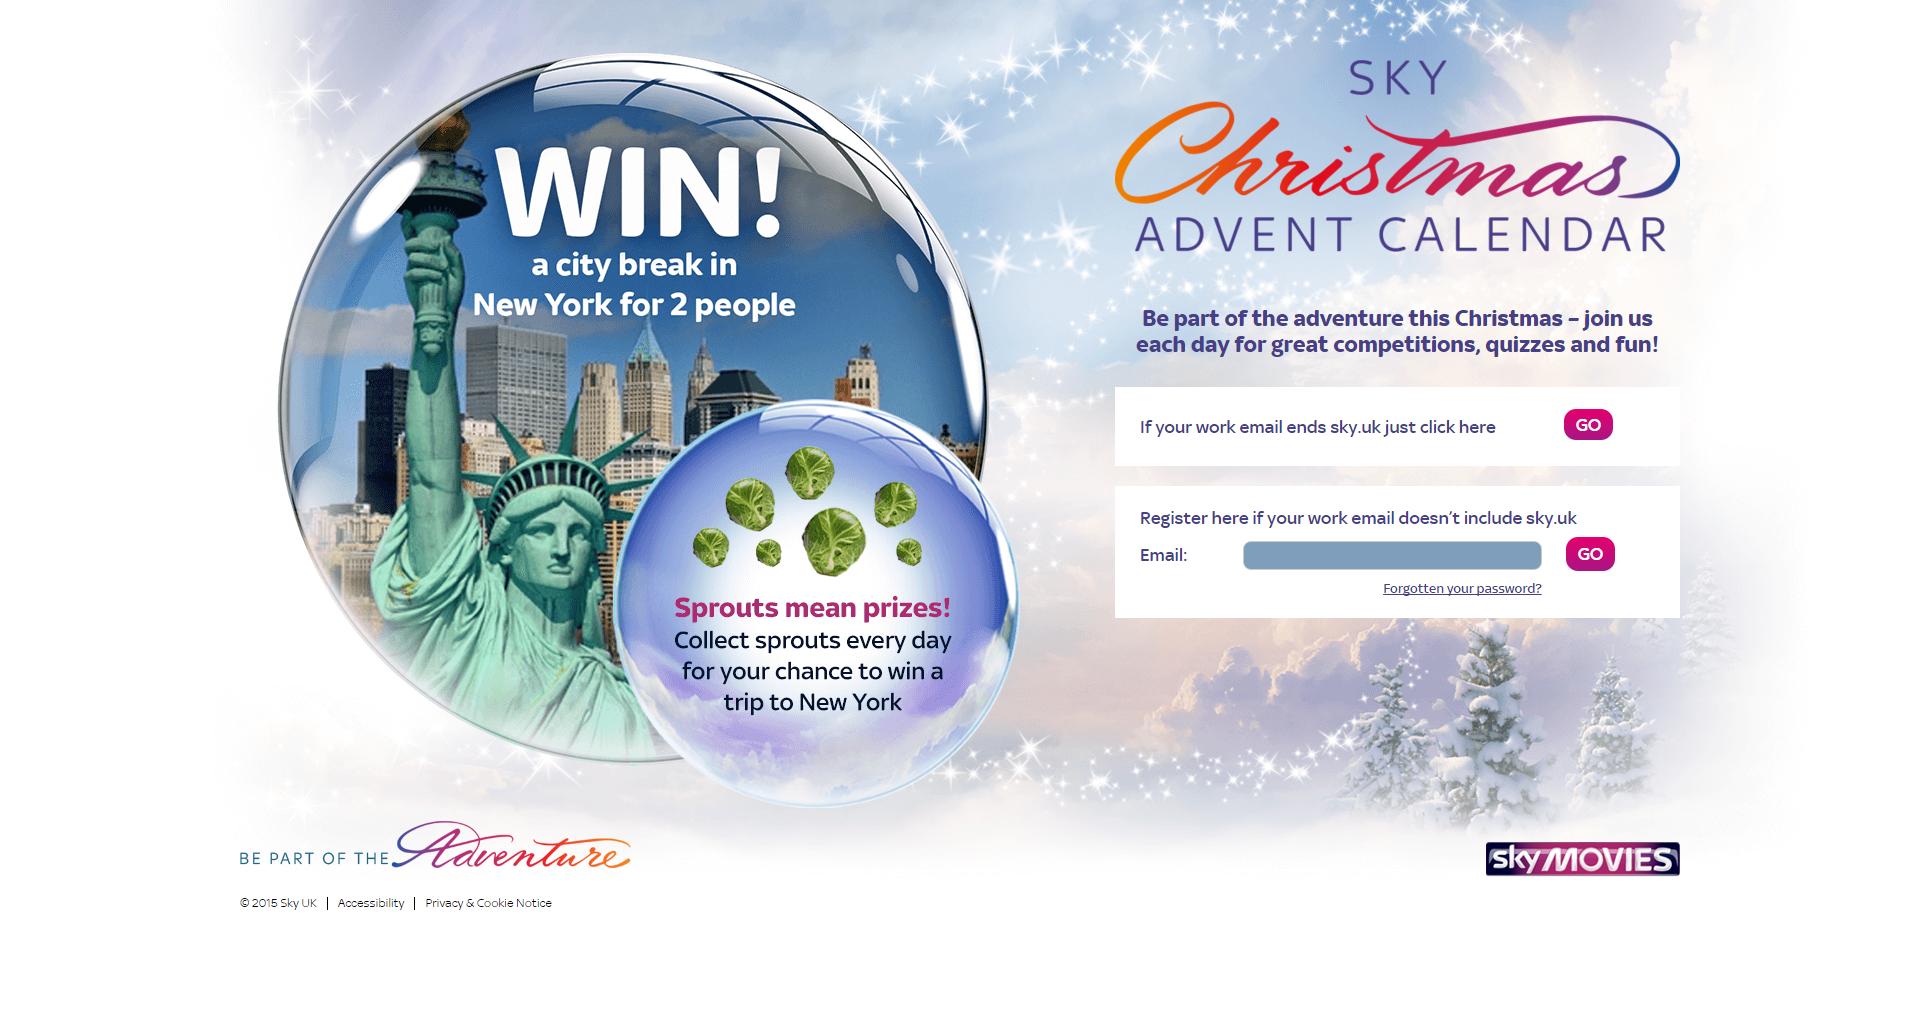 WIN!
a city break in
New York for 2 people
Sprouts mean prizes!
Collect sprouts every day
for your chance to win a
trip to New York
SKY
Christmas
ADVENT CALENDAR
Be part of the adventure this Christmas – join us
each day for great competitions, quizzes and fun!
If your work email ends sky.uk just click here
GO
Register here if your work email doesn’t include sky.uk
Email:
GO
Forgotten your password?
BE PART OF THE Adventure
sky MOVIES
© 2015 Sky UK | Accessibility | Privacy & Cookie Notice